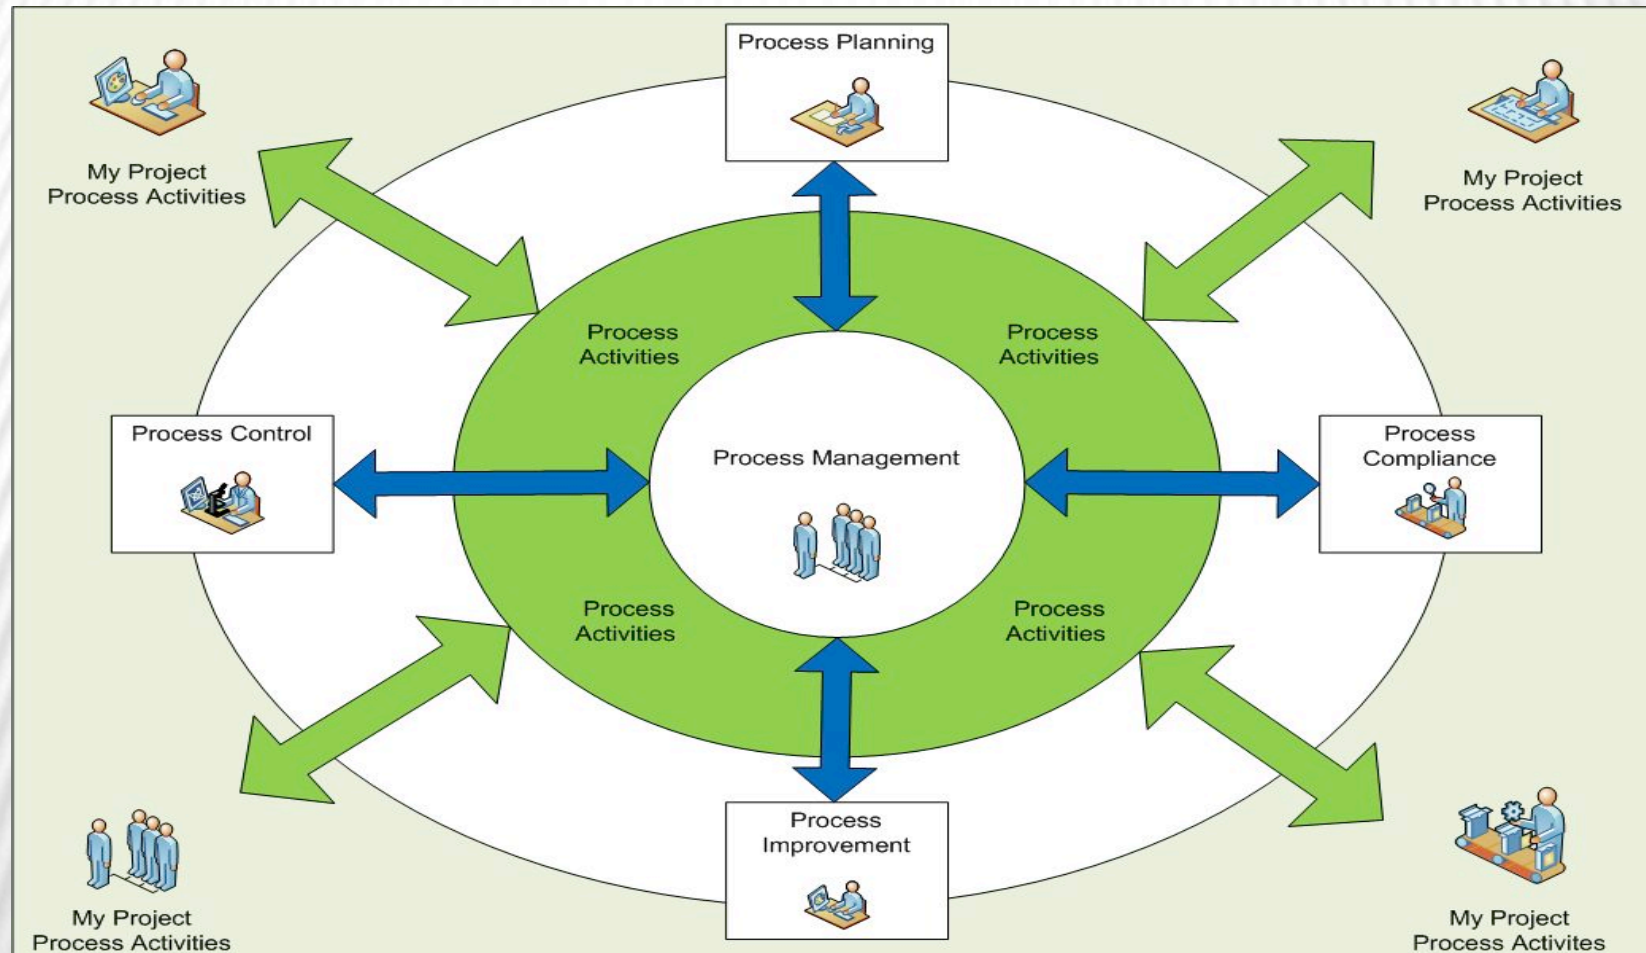 Process Planning
My Project
Process Activities
My Project
Process Activities
Process
Activities
Process
Activities
Process Control
Process Management
Process
Compliance
Process
Activities
Process
Activities
Process
Improvement
My Project
Process Activities
My Project
Process Activites